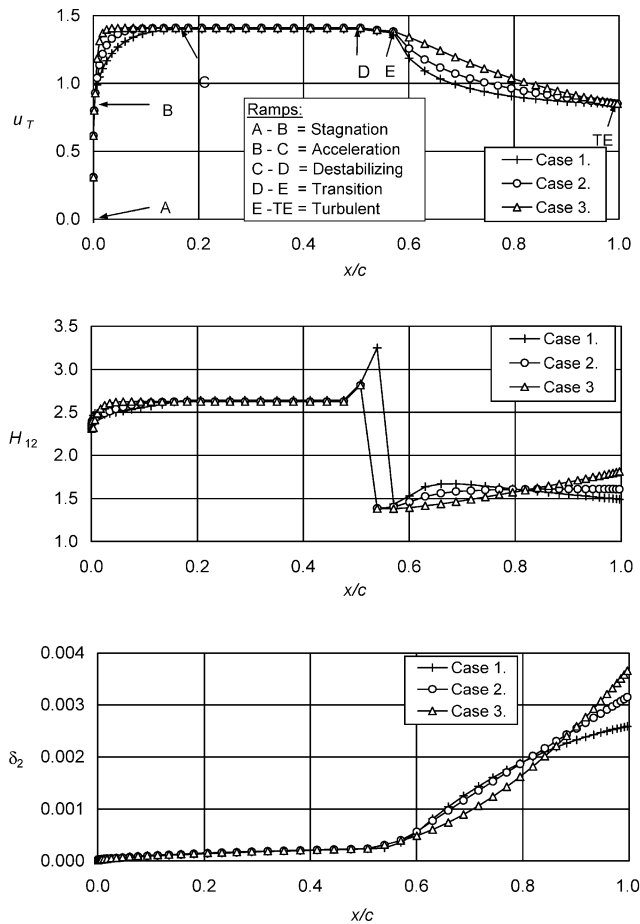 1.5
1.0
0.5
0.0
u T
A
B
C
D
E
TE
Ramps:
A - B = Stagnation
B - C = Acceleration
C - D = Destabilizing
D - E = Transition
E -TE = Turbulent
Case 1.
Case 2.
Case 3.
0.0 0.2 0.4 0.6 0.8 1.0
x/c
3.5
3.0
2.5
2.0
1.5
1.0
H 12
Case 1.
Case 2.
Case 3
0.0 0.2 0.4 0.6 0.8 1.0
x/c
0.004
0.003
0.002
0.001
0.000
δ2
Case 1.
Case 2.
Case 3.
0.0 0.2 0.4 0.6 0.8 1.0
x/c